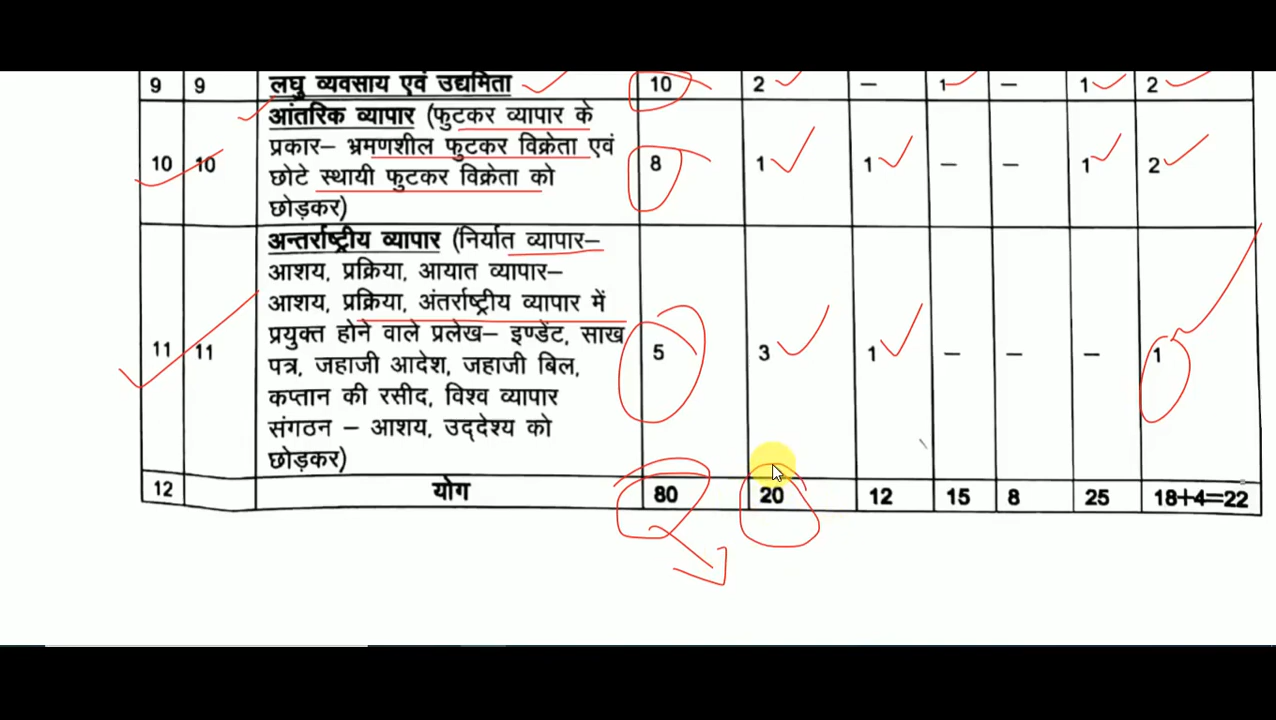 9 9 लघु व्यवसाय एवं उद्यमिता 10 2 – 1 – 1 2
आंतरिक व्यापार (फुटकर व्यापार के
प्रकार– भ्रमणशील फुटकर विक्रेता एवं
10 10 8 1 1 – – 1 2
छोटे स्थायी फुटकर विक्रेता को
छोड़कर)
अन्तर्राष्ट्रीय व्यापार (निर्यात व्यापार–
आशय, प्रक्रिया, आयात व्यापार–
आशय, प्रक्रिया, अंतर्राष्ट्रीय व्यापार में
प्रयुक्त होने वाले प्रलेख– इण्डेंट, साख
11 11 5 3 1 – – – 1
पत्र, जहाजी आदेश, जहाजी बिल,
कप्तान की रसीद, विश्व व्यापार
संगठन – आशय, उद्देश्य को
छोड़कर)
12 योग 80 20 12 15 8 25 18+4=22